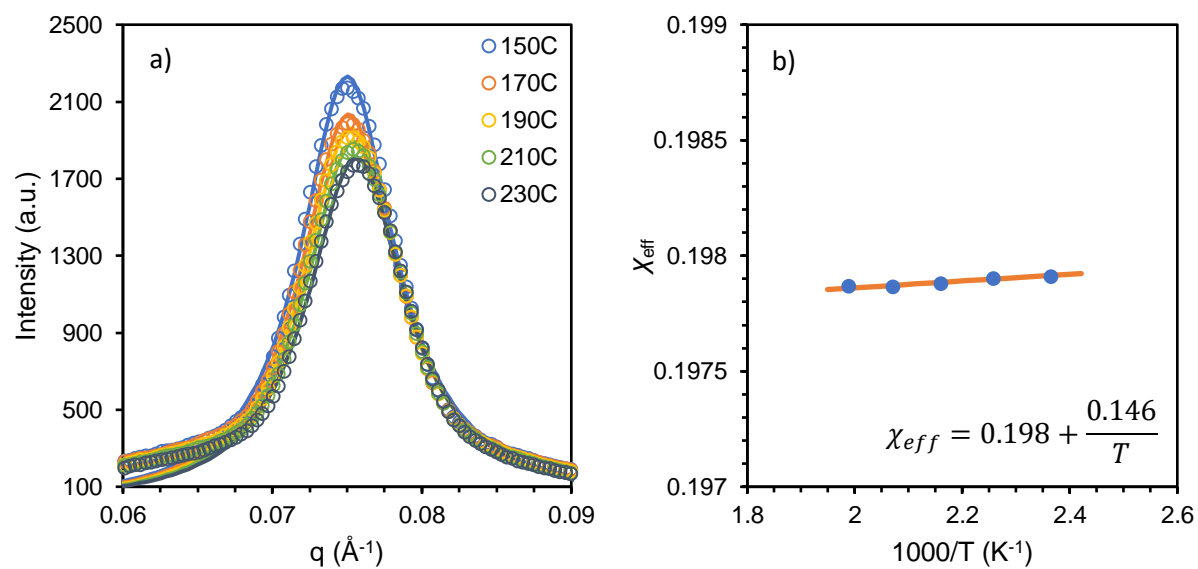 a)
Intensity (a.u.)
2500
2100
1700
1300
900
500
100
150C
170C
190C
210C
230C
0.06
0.07
0.08
0.09
q (Å⁻¹)
b)
χeff
0.199
0.1985
0.198
0.1975
0.197
χ_eff = 0.198 + 0.146/T
1.8
2
2.2
2.4
2.6
1000/T (K⁻¹)